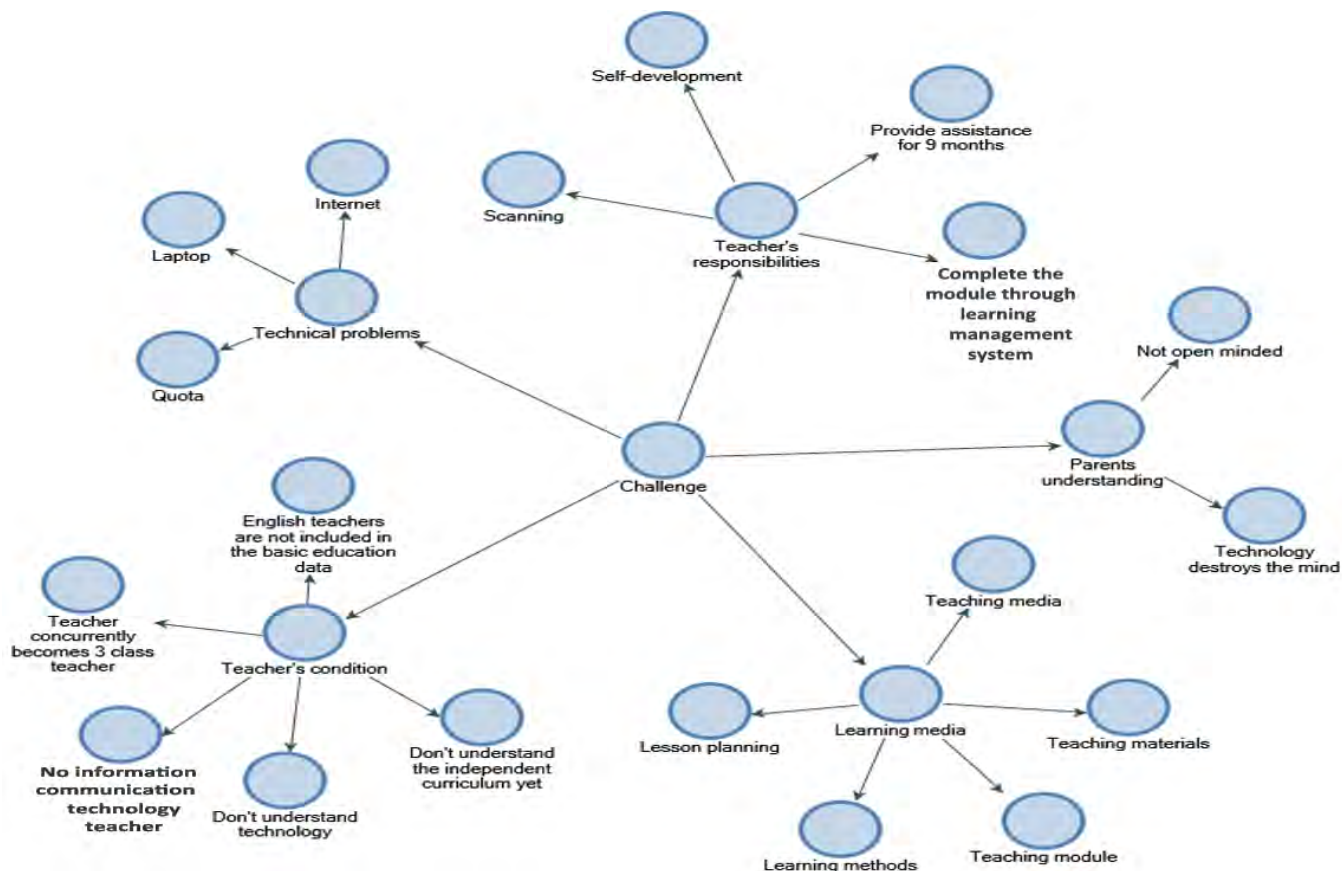 Self-development
Provide assistance
for 9 months
Internet
Scanning
Laptop
Teacher's
responsibilities
Complete the
module through
learning
management
system
Technical problems
Not open minded
Quota
Parents
understanding
Challenge
English teachers
are not included in
the basic education
data
Technology
destroys the mind
Teaching media
Teacher
concurrently
becomes 3 class
teacher
Teacher's condition
Learning media
Lesson planning
Teaching materials
Don't understand
the independent
curriculum yet
No information
communication
technology
teacher
Don't understand
technology
Learning methods
Teaching module